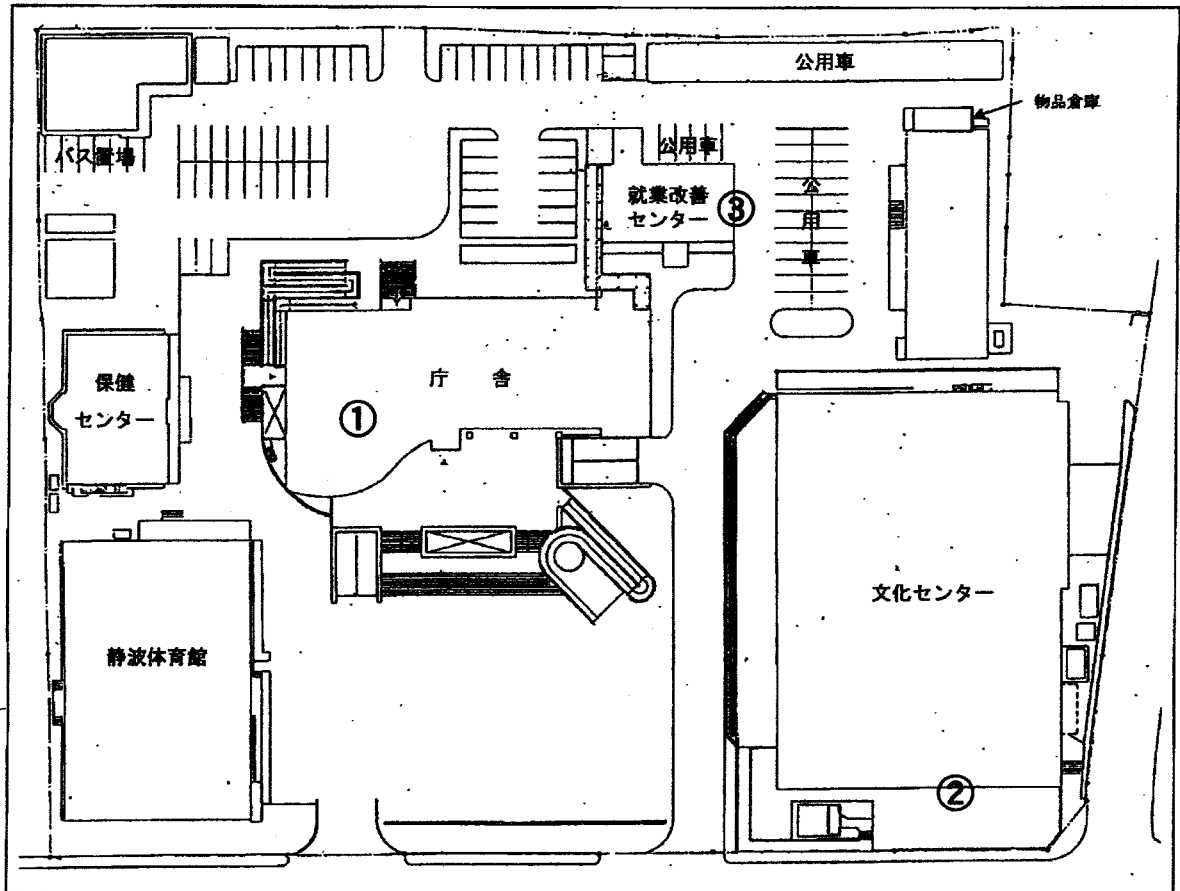 公用車
物品倉庫
バス置場
公用車
就業改善
センター
③
公用車
保健
センター
庁舎
①
文化センター
静波体育館
②